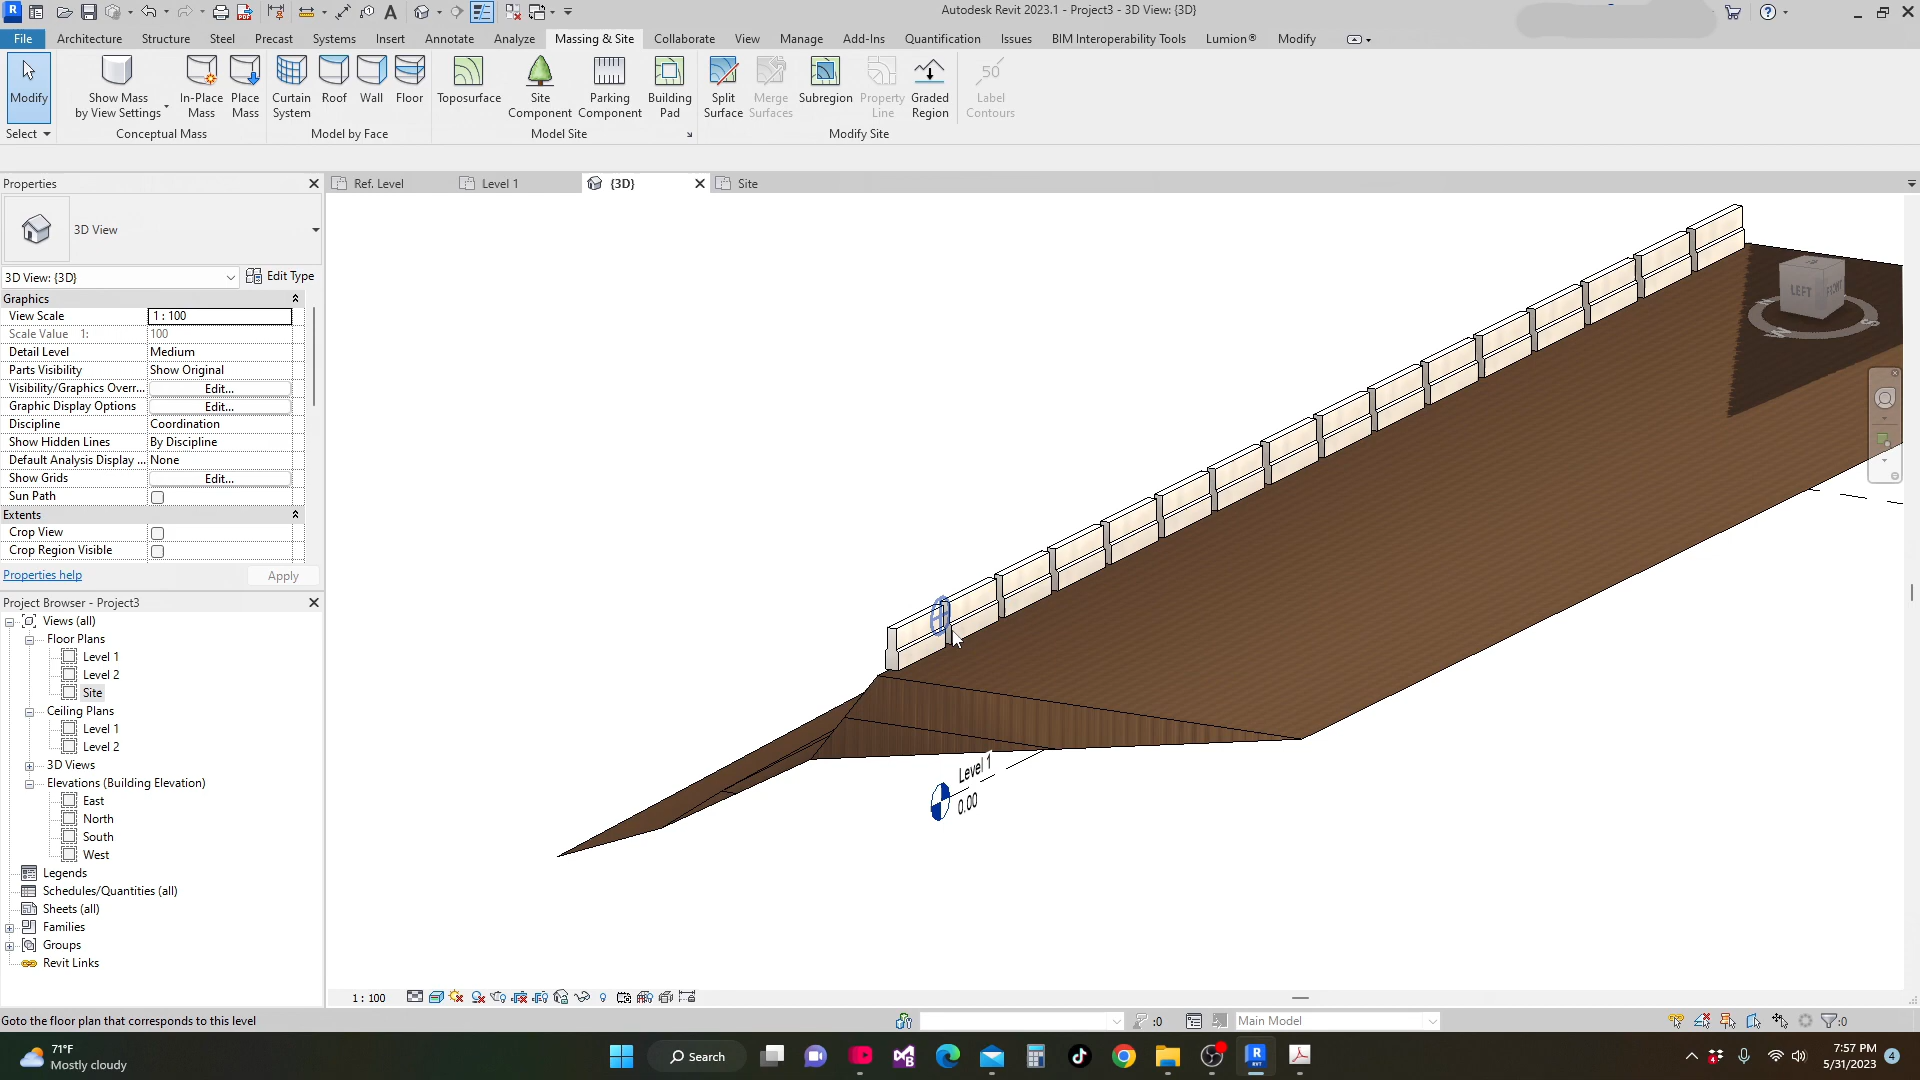 Autodesk Revit 2023.1 - Project3 - 3D View: {3D}
File Architecture Structure Steel Precast Systems Insert Annotate Analyze Massing & Site Collaborate View Manage Add-Ins Quantification Issues BIM Interoperability Tools Lumion® Modify
Modify
Show Mass
by View Settings
In-Place
Mass
Place
Mass
Curtain
System
Roof
Wall
Floor
Toposurface
Site
Component
Parking
Component
Building
Pad
Split
Surface
Merge
Surfaces
Subregion
Property
Line
Graded
Region
50
Label
Contours
Select
Conceptual Mass
Model by Face
Model Site
Modify Site
Properties
Ref. Level
Level 1
{3D}
Site
3D View
3D View: {3D}
Edit Type
Graphics
View Scale 1 : 100
Scale Value 1: 100
Detail Level Medium
Parts Visibility Show Original
Visibility/Graphics Overr... Edit...
Graphic Display Options Edit...
Discipline Coordination
Show Hidden Lines By Discipline
Default Analysis Display ... None
Show Grids Edit...
Sun Path
Extents
Crop View
Crop Region Visible
Properties help
Apply
Project Browser - Project3
Views (all)
Floor Plans
Level 1
Level 2
Site
Ceiling Plans
Level 1
Level 2
3D Views
Elevations (Building Elevation)
East
North
South
West
Legends
Schedules/Quantities (all)
Sheets (all)
Families
Groups
Revit Links
LEFT
FRONT
Level 1
0.00
1 : 100
Goto the floor plan that corresponds to this level
:0
Main Model
:0
71°F
Mostly cloudy
Search
7:57 PM
5/31/2023
4